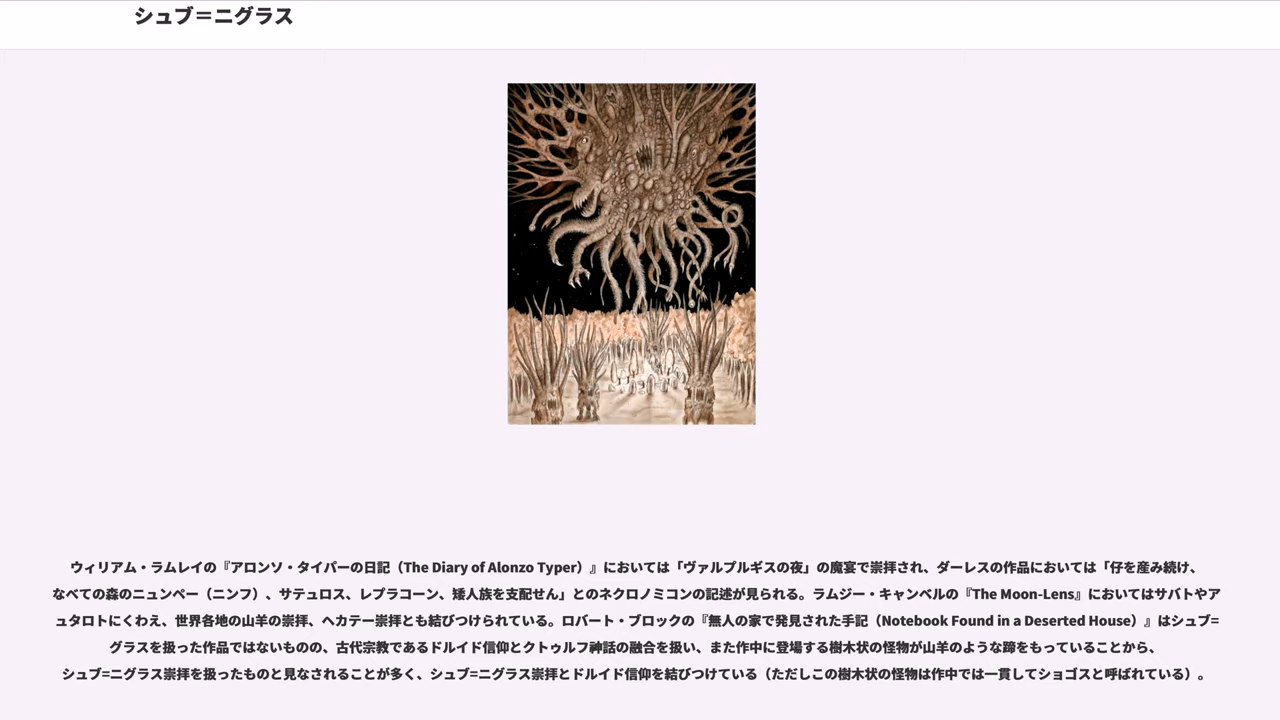 シュブ＝ニグラス
ウィリアム・ラムレイの『アロンソ・タイパーの日記（The Diary of Alonzo Typer）』においては「ヴァルプルギスの夜」の魔宴で崇拝され、ダーレスの作品においては「仔を産み続け、
なべての森のニュンペー（ニンフ）、サテュロス、レプラコーン、矮人族を支配せん」とのネクロノミコンの記述が見られる。ラムジー・キャンベルの『The Moon-Lens』においてはサバトやア
ュタロトにくわえ、世界各地の山羊の崇拝、ヘカテー崇拝とも結びつけられている。ロバート・ブロックの『無人の家で発見された手記（Notebook Found in a Deserted House）』はシュブ=
グラスを扱った作品ではないものの、古代宗教であるドルイド信仰とクトゥルフ神話の融合を扱い、また作中に登場する樹木状の怪物が山羊のような蹄をもっていることから、
シュブ=ニグラス崇拝を扱ったものと見なされることが多く、シュブ=ニグラス崇拝とドルイド信仰を結びつけている（ただしこの樹木状の怪物は作中では一貫してショゴスと呼ばれている）。